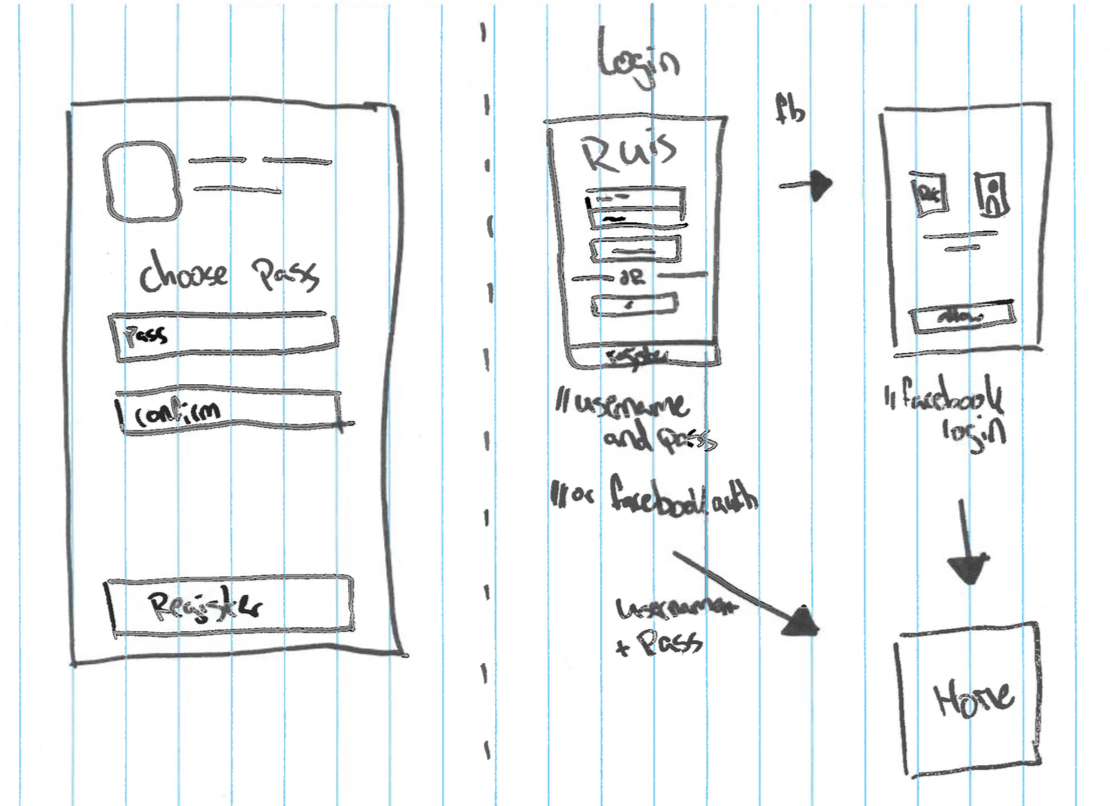 choose Pass
Pass
confirm
Register
Login
Ruis
OR
register
// username
and pass
// or facebook auth
username
+ Pass
fb
allow
// facebook
login
Home